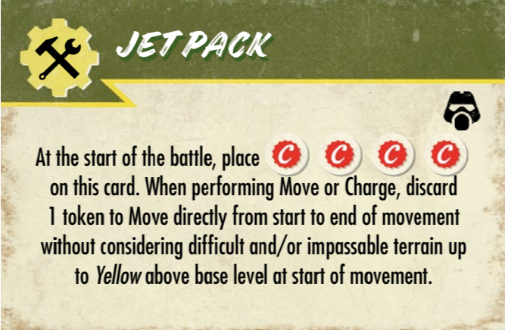 JET PACK
At the start of the battle, place C C C C
on this card. When performing Move or Charge, discard
1 token to Move directly from start to end of movement
without considering difficult and/or impassable terrain up
to Yellow above base level at start of movement.